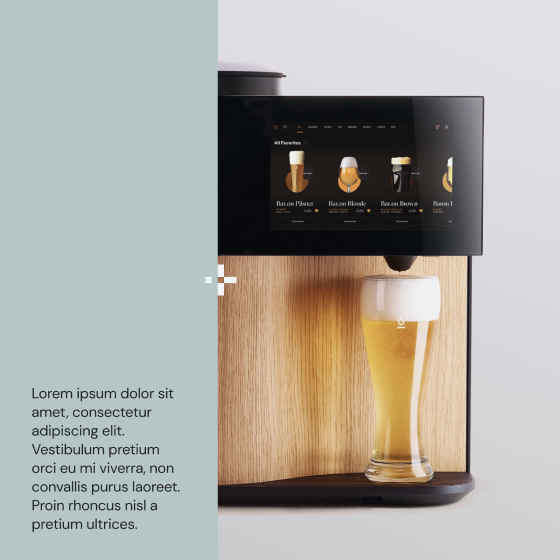 All Favorites
Bar.on Pilsner
Bar.on Blonde
Bar.on Brown
Baron
Lorem ipsum dolor sit
amet, consectetur
adipiscing elit.
Vestibulum pretium
orci eu mi viverra, non
convallis purus laoreet.
Proin rhoncus nisl a
pretium ultrices.